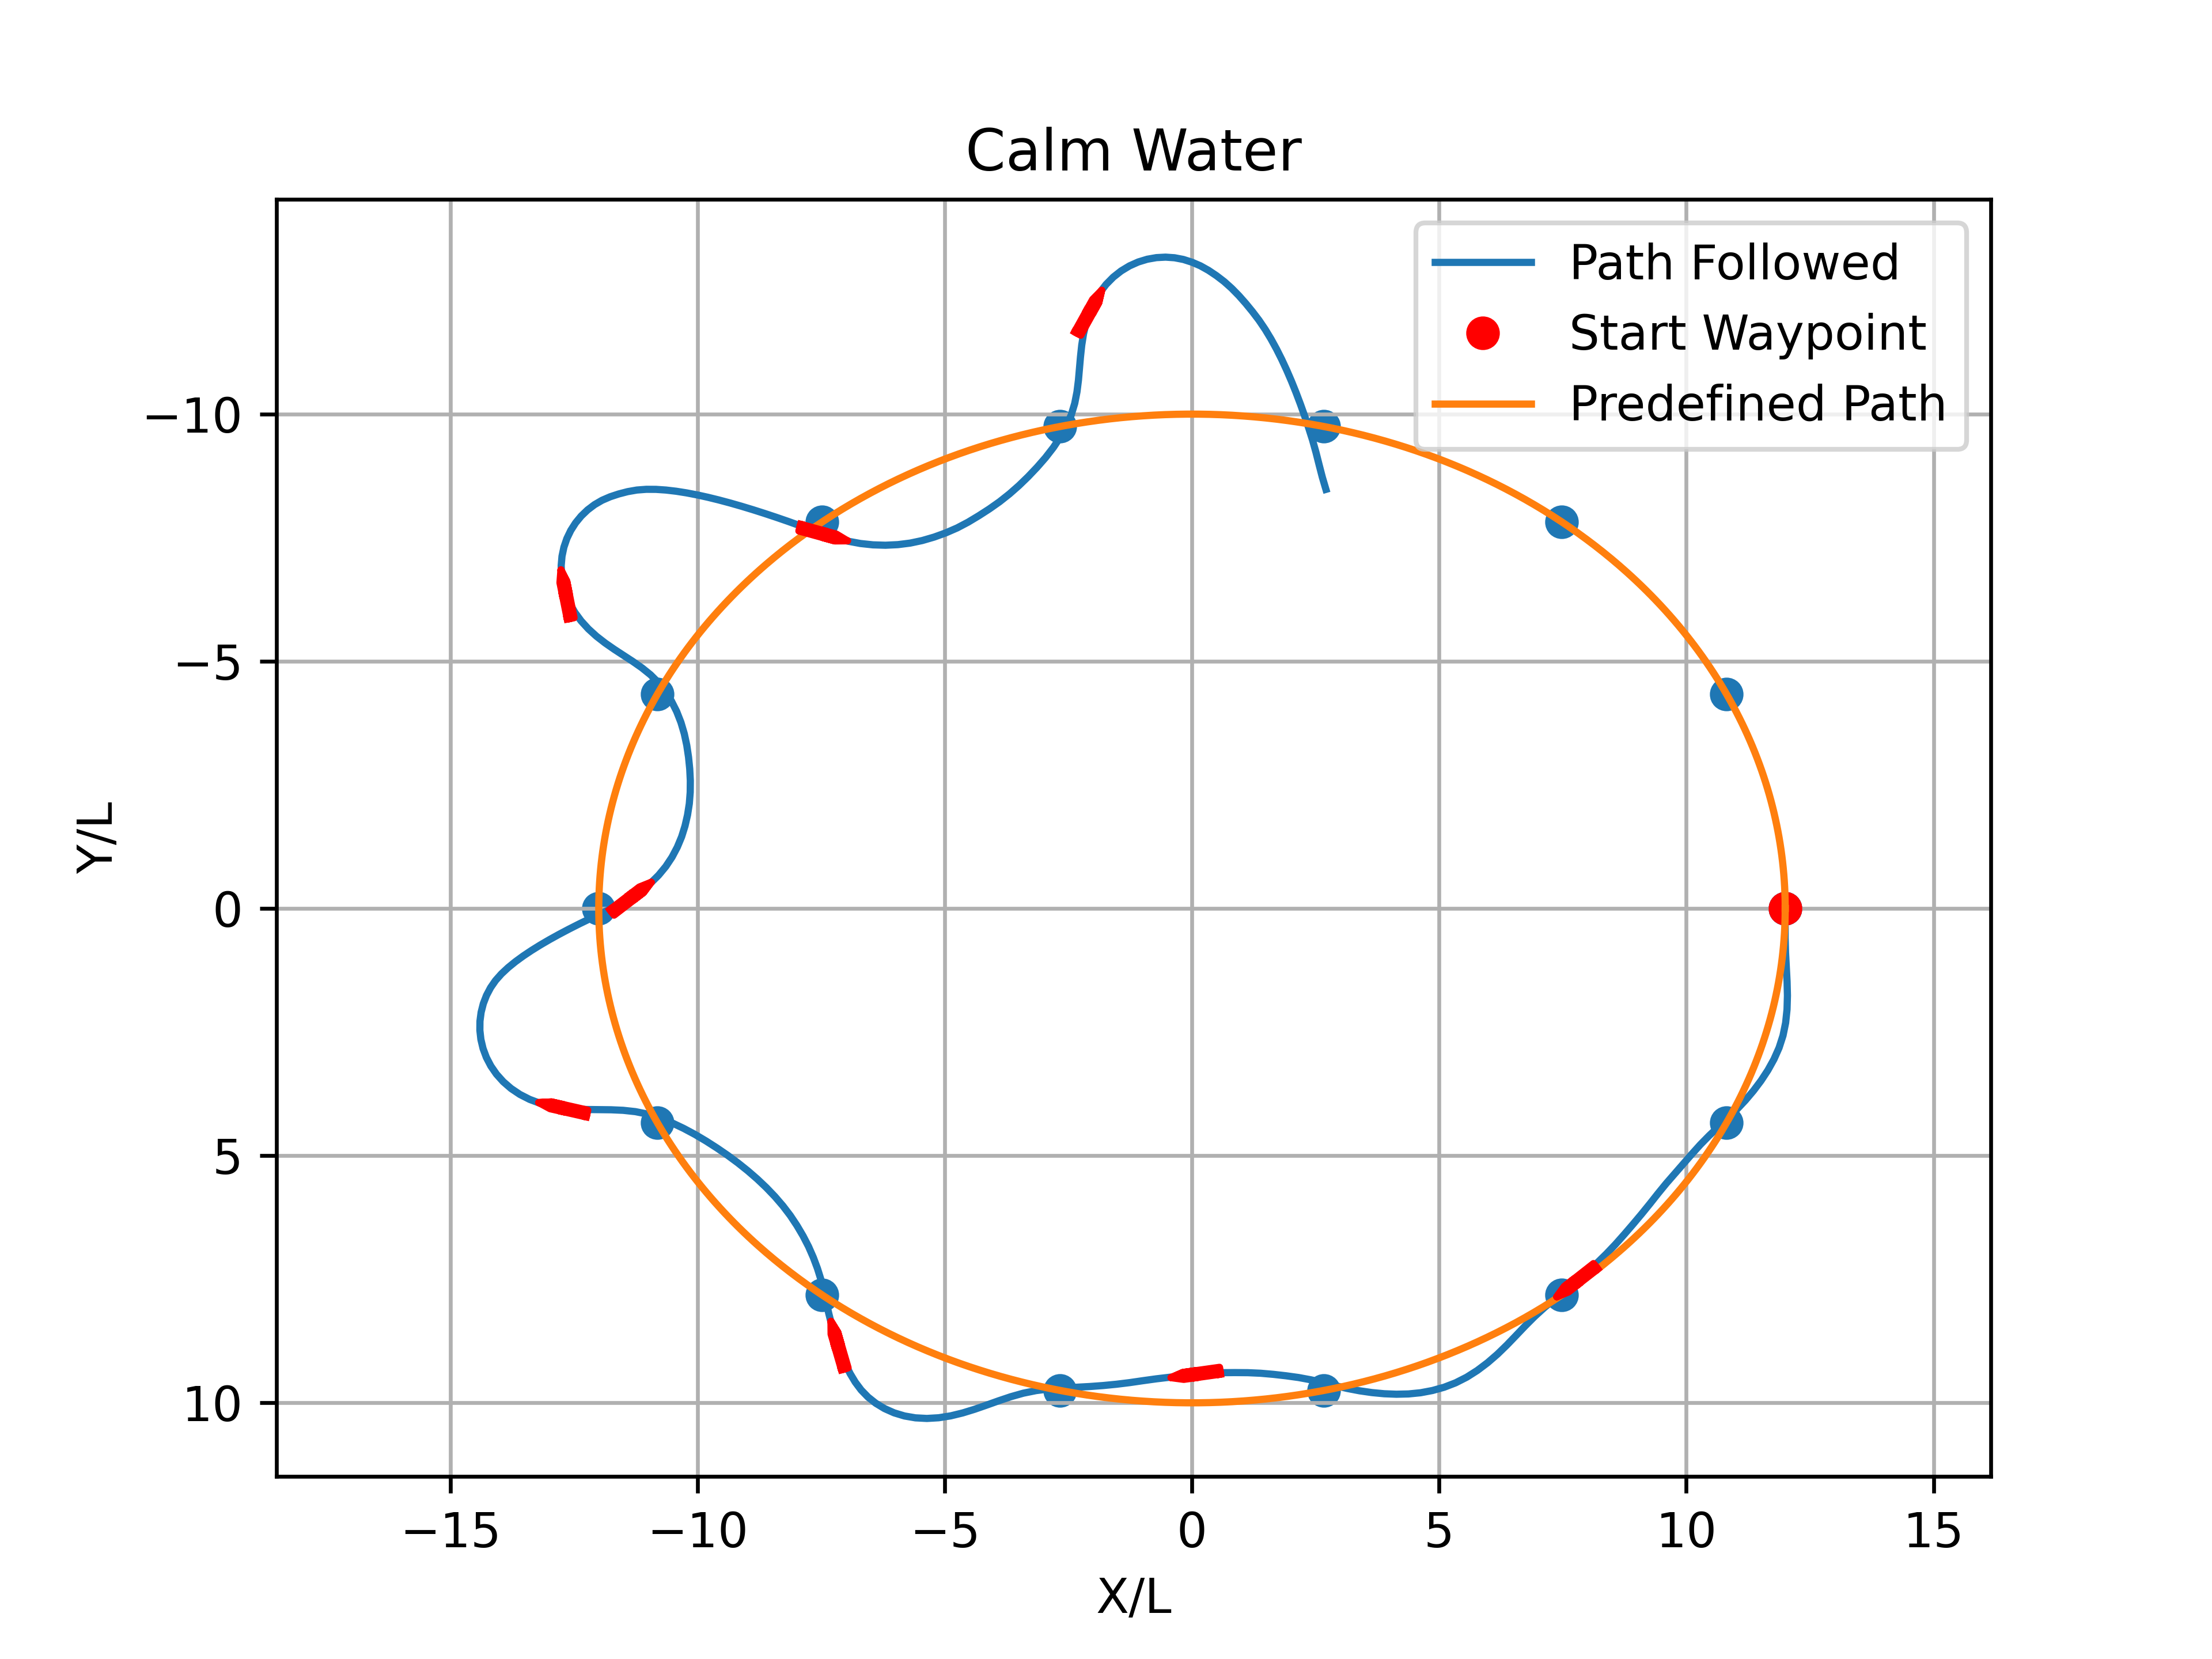 Calm Water
Path Followed
Start Waypoint
Predefined Path
−10
−5
0
5
10
Y/L
−15 −10 −5 0 5 10 15
X/L